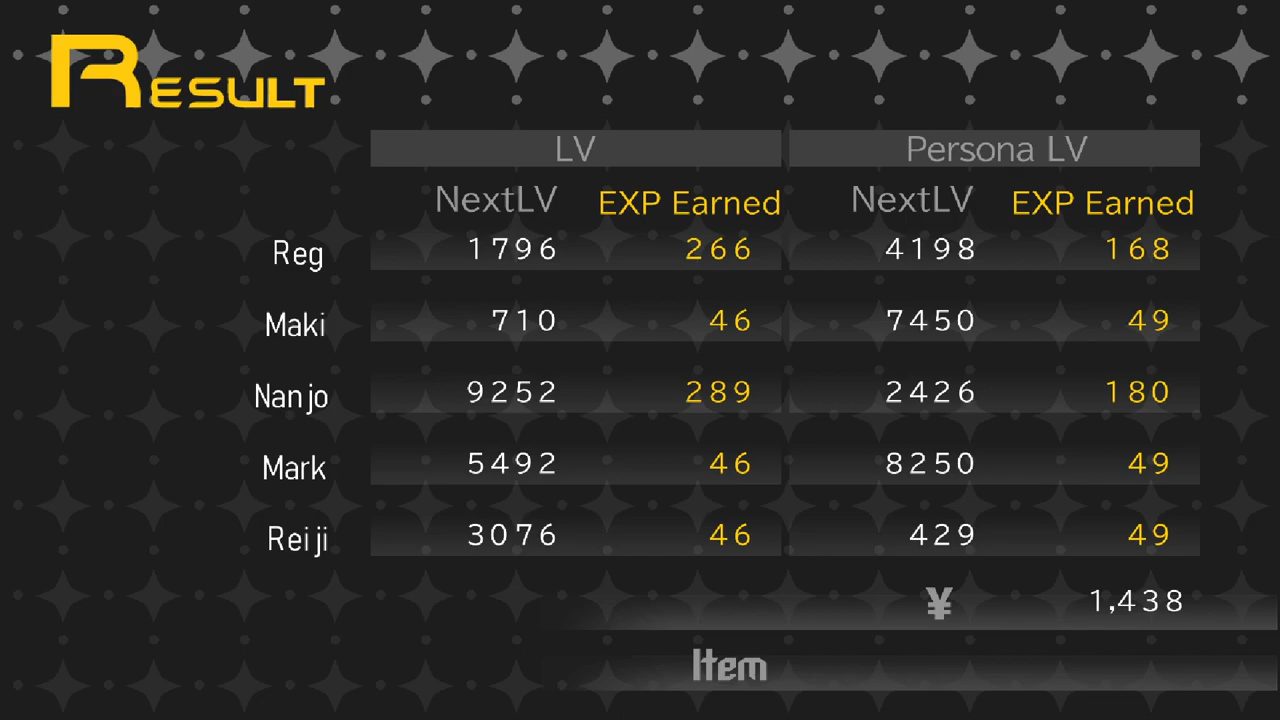 RESULT
LV Persona LV
NextLV EXP Earned NextLV EXP Earned
Reg 1796 266 4198 168
Maki 710 46 7450 49
Nanjo 9252 289 2426 180
Mark 5492 46 8250 49
Reiji 3076 46 429 49
¥ 1,438
Item